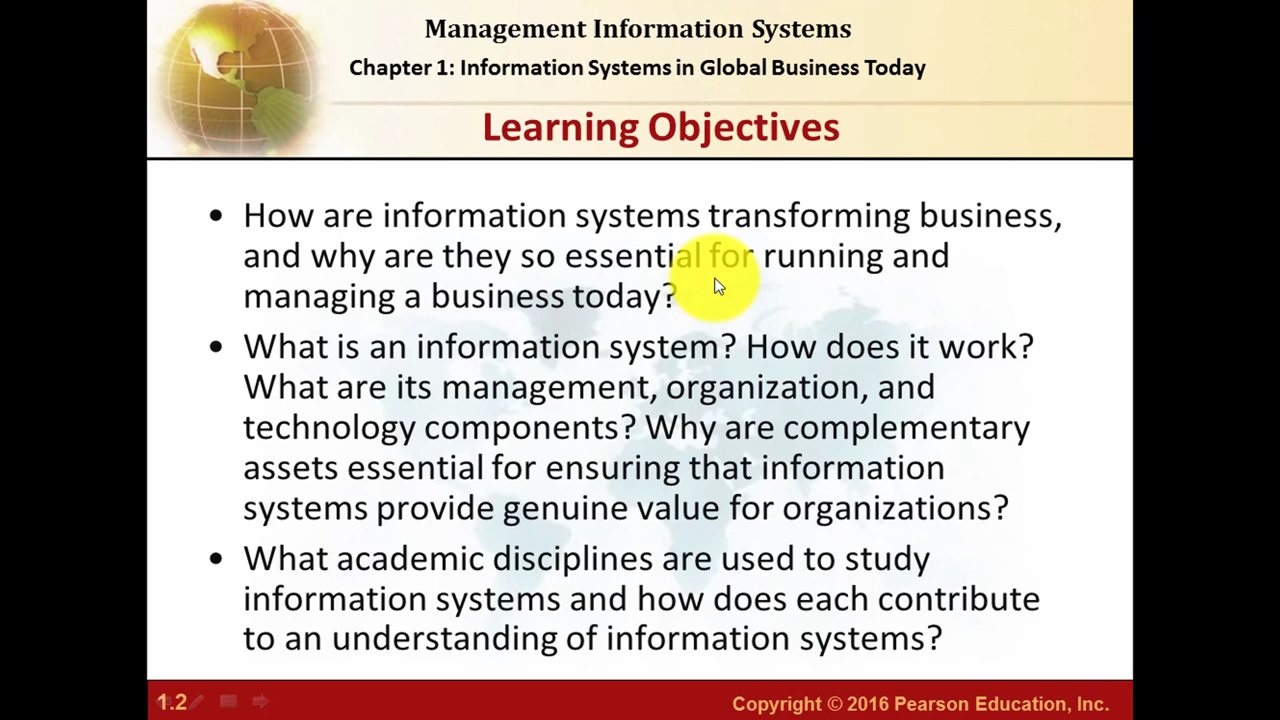 Management Information Systems
Chapter 1: Information Systems in Global Business Today
Learning Objectives
• How are information systems transforming business,
and why are they so essential for running and
managing a business today?
• What is an information system? How does it work?
What are its management, organization, and
technology components? Why are complementary
assets essential for ensuring that information
systems provide genuine value for organizations?
• What academic disciplines are used to study
information systems and how does each contribute
to an understanding of information systems?
1.2
Copyright © 2016 Pearson Education, Inc.